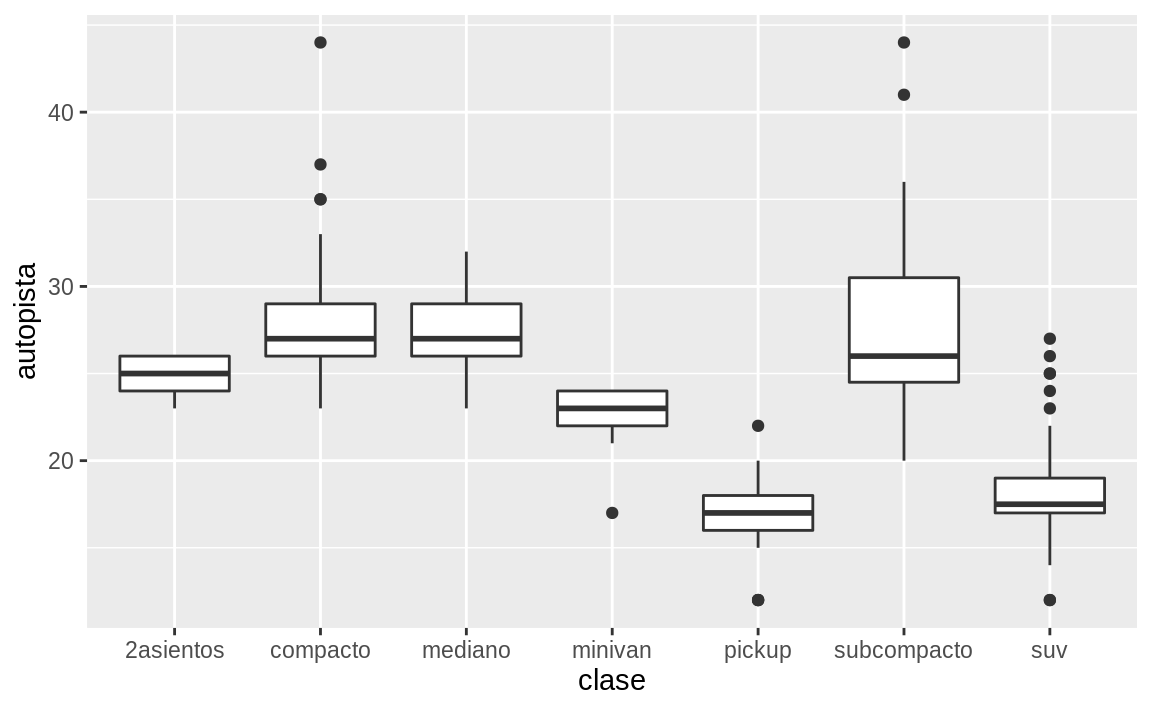 autopista
40
30
20
2asientos compacto mediano minivan pickup subcompacto suv
clase